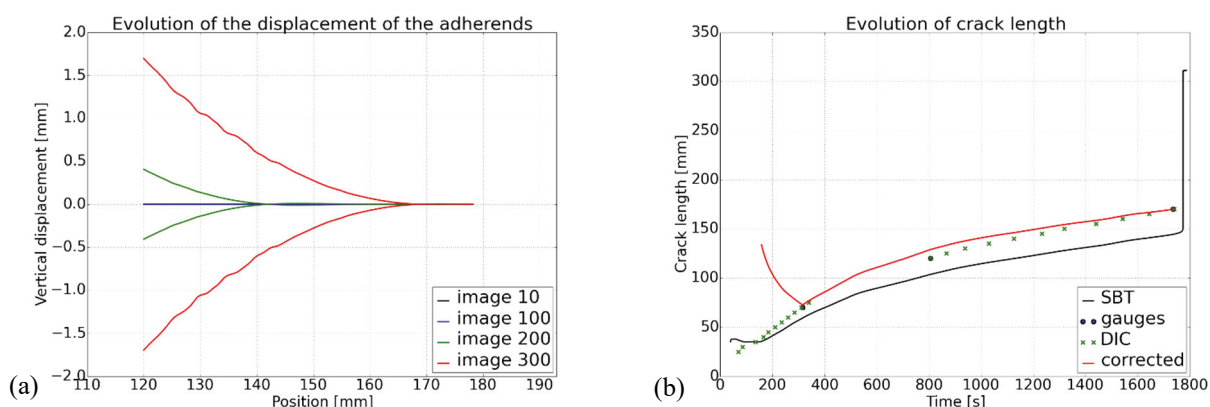 Evolution of the displacement of the adherends
2.0
1.5
1.0
0.5
0.0
−0.5
−1.0
−1.5
−2.0
Vertical displacement [mm]
image 10
image 100
image 200
image 300
110
120
130
140
150
160
170
180
190
Position [mm]
(a)
Evolution of crack length
350
300
250
200
150
100
50
0
Crack length [mm]
SBT
gauges
DIC
corrected
0
200
400
600
800
1000
1200
1400
1600
1800
Time [s]
(b)